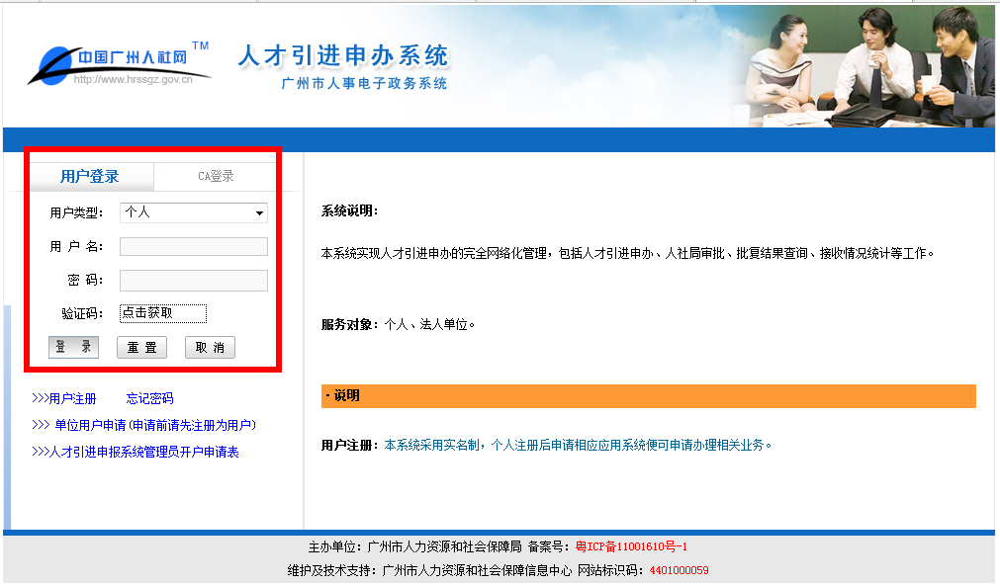 中国广州人社网 TM
http://www.hrssgz.gov.cn
人才引进申办系统
广州市人事电子政务系统
用户登录 CA登录
用户类型： 个人
用 户 名：
密 码：
验证码： 点击获取
登 录 重 置 取 消
>>>用户注册 忘记密码
>>> 单位用户申请(申请前请先注册为用户)
>>>人才引进申报系统管理员开户申请表
系统说明：
本系统实现人才引进申办的完全网络化管理，包括人才引进申办、人社局审批、批复结果查询、接收情况统计等工作。
服务对象：个人、法人单位。
- 说明
用户注册：本系统采用实名制，个人注册后申请相应应用系统便可申请办理相关业务。
主办单位：广州市人力资源和社会保障局 备案号：粤ICP备11001610号-1
维护及技术支持：广州市人力资源和社会保障信息中心 网站标识码：4401000059